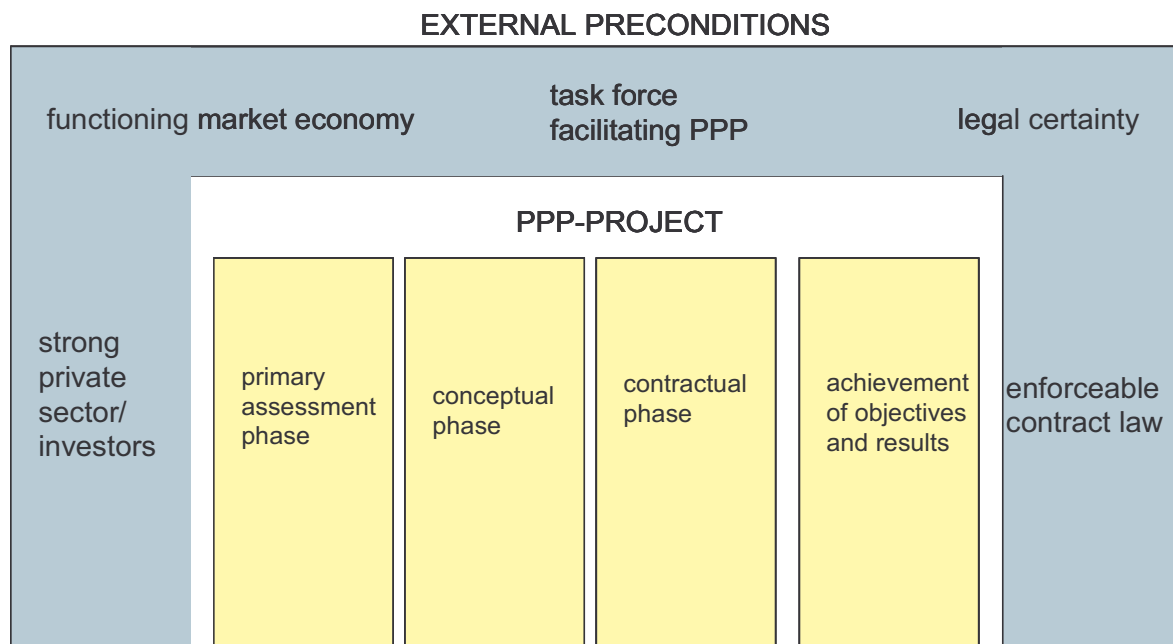 EXTERNAL PRECONDITIONS
functioning market economy
task force
facilitating PPP
legal certainty
PPP-PROJECT
strong
private
sector/
investors
primary
assessment
phase
conceptual
phase
contractual
phase
achievement
of objectives
and results
enforceable
contract law